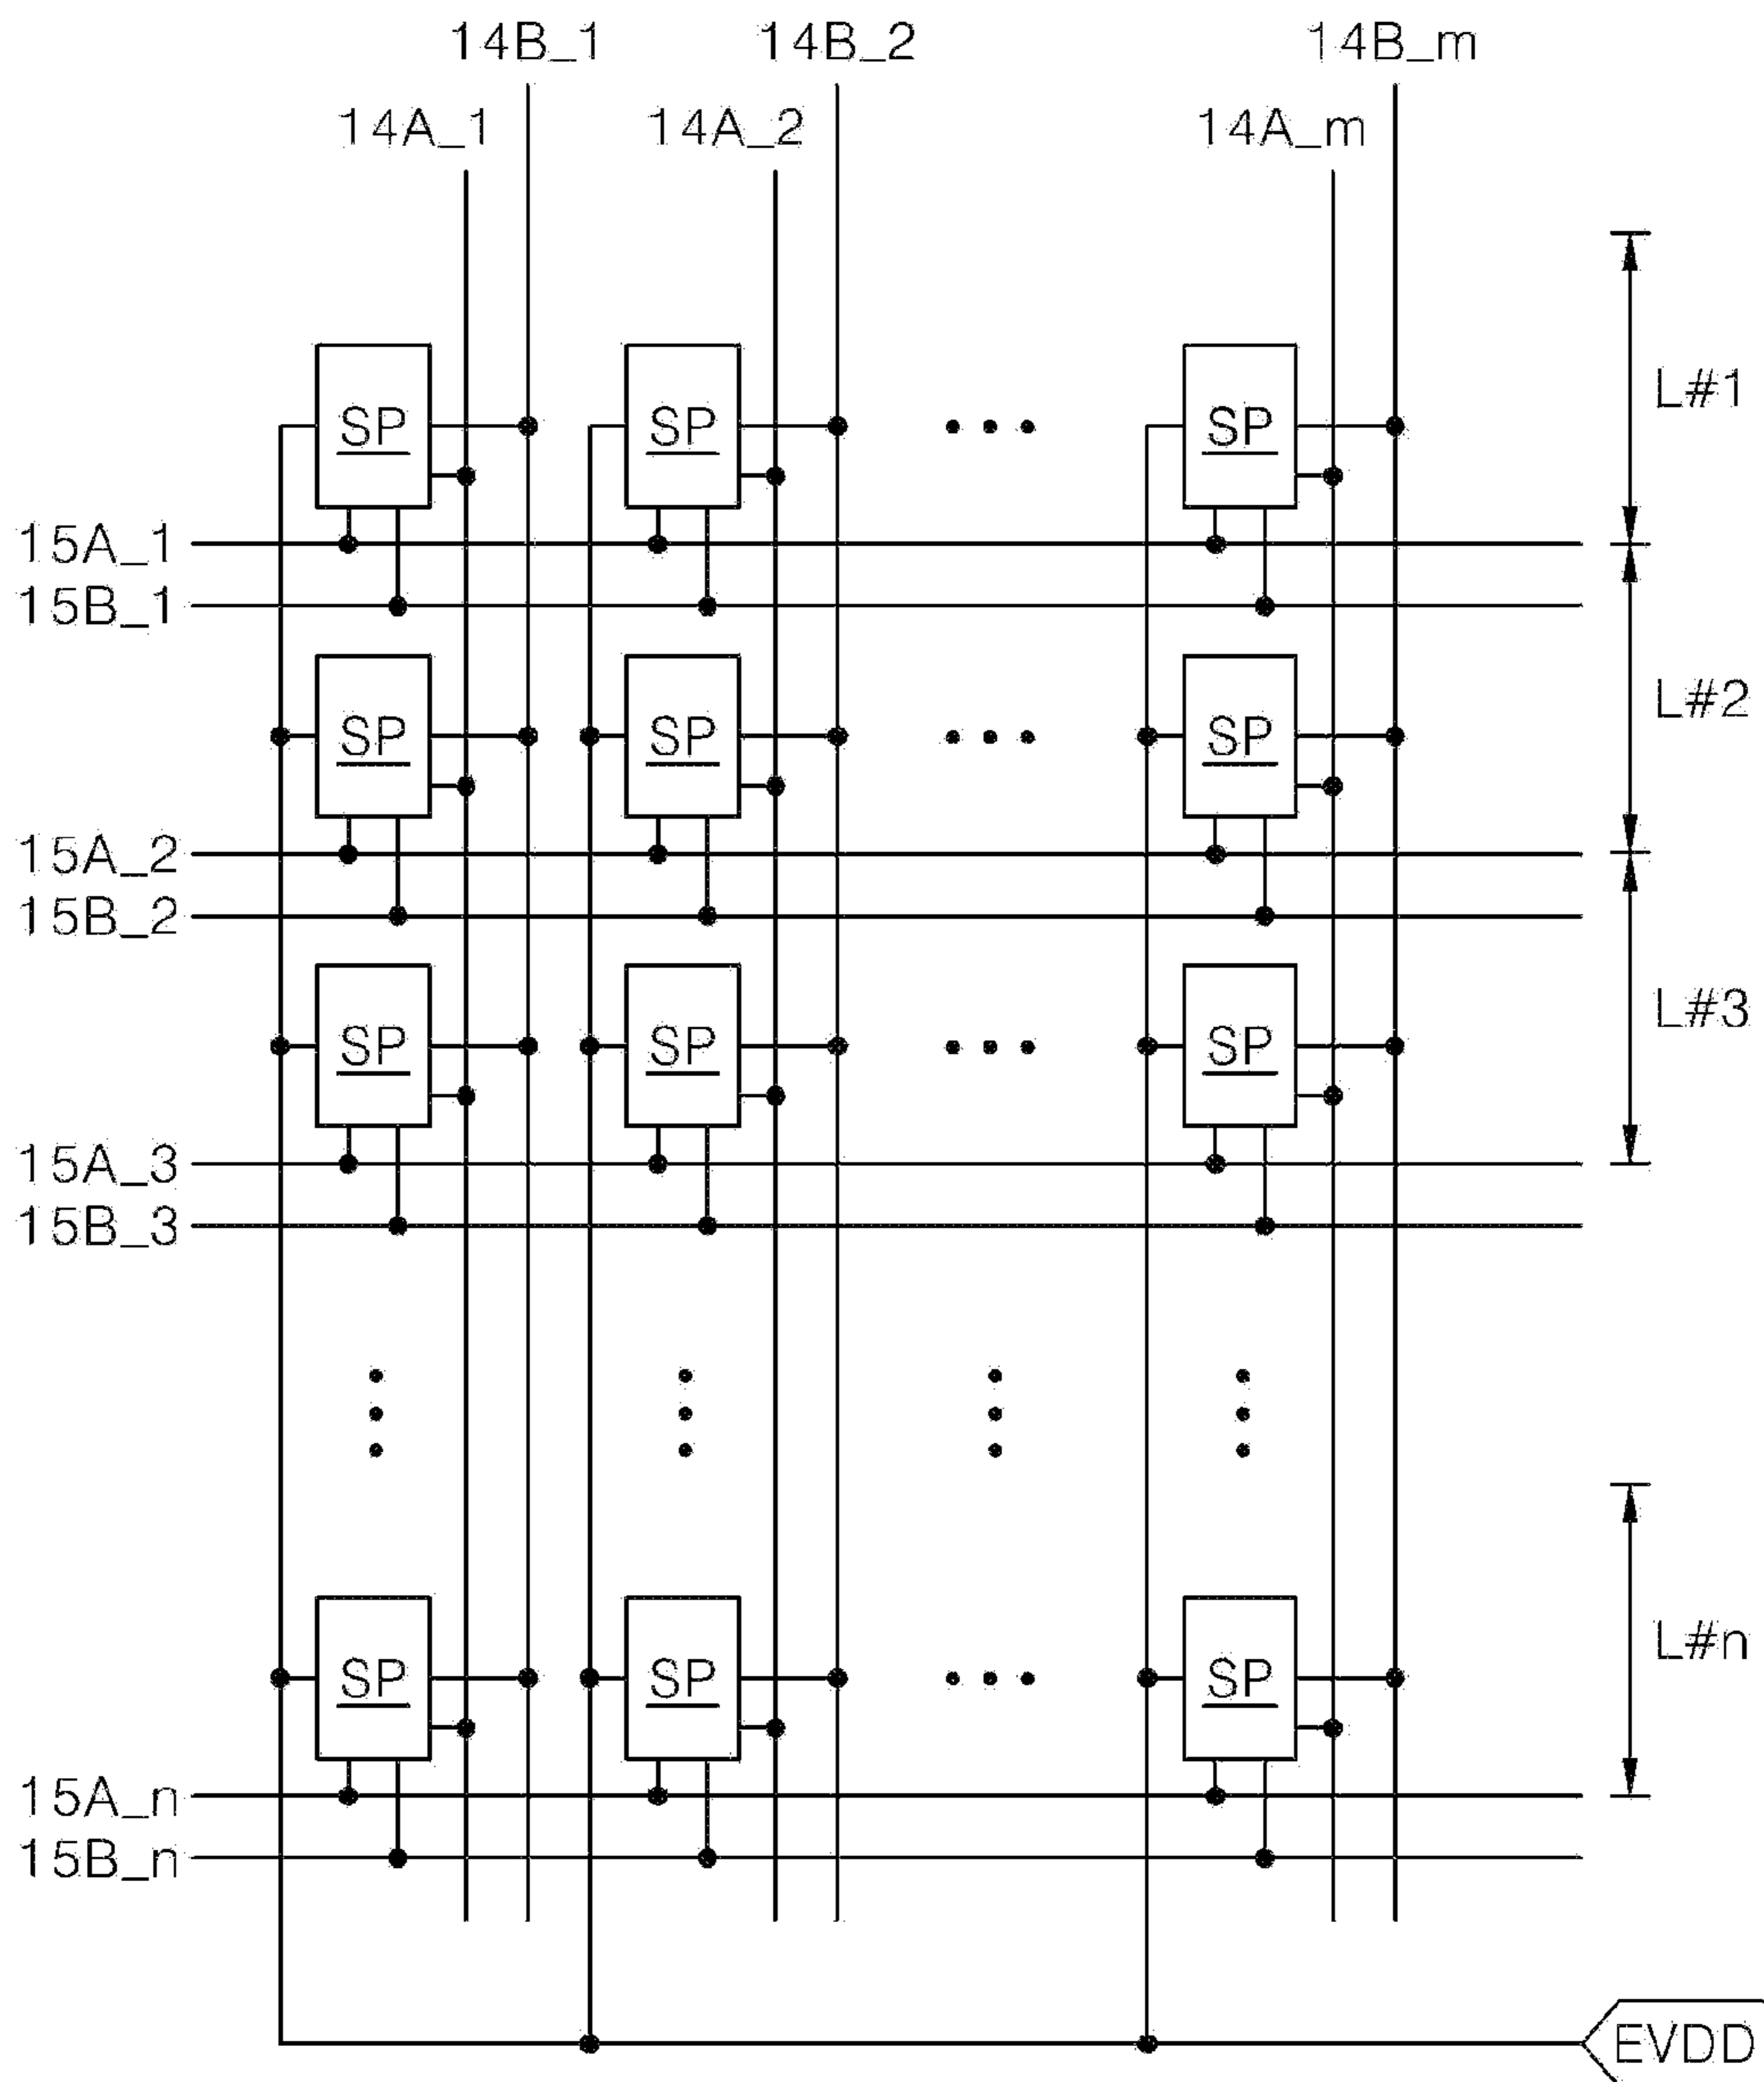 14B_1 14B_2 14B_m
14A_1 14A_2 14A_m
SP SP SP L#1
15A_1
15B_1
SP SP SP L#2
15A_2
15B_2
SP SP SP L#3
15A_3
15B_3
SP SP SP L#n
15A_n
15B_n
EVDD